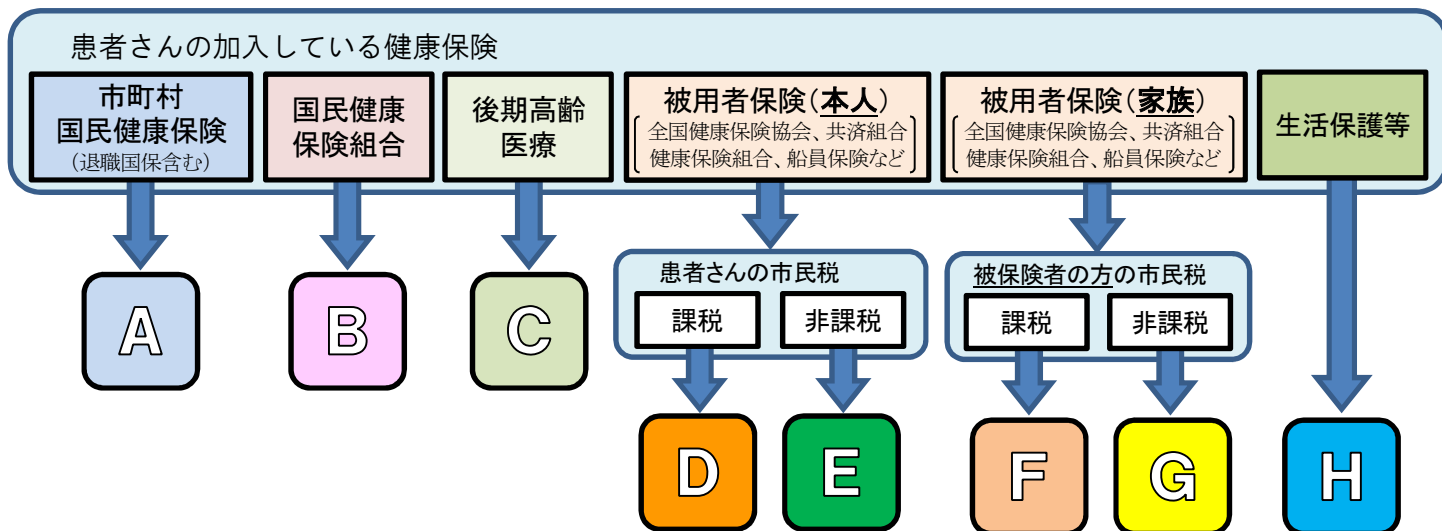 患者さんの加入している健康保険
市町村
国民健康保険
(退職国保含む)
国民健康
保険組合
後期高齢
医療
被用者保険(本人)
全国健康保険協会、共済組合
健康保険組合、船員保険など
被用者保険(家族)
全国健康保険協会、共済組合
健康保険組合、船員保険など
生活保護等
患者さんの市民税
課税
非課税
被保険者の方の市民税
課税
非課税
A
B
C
D
E
F
G
H